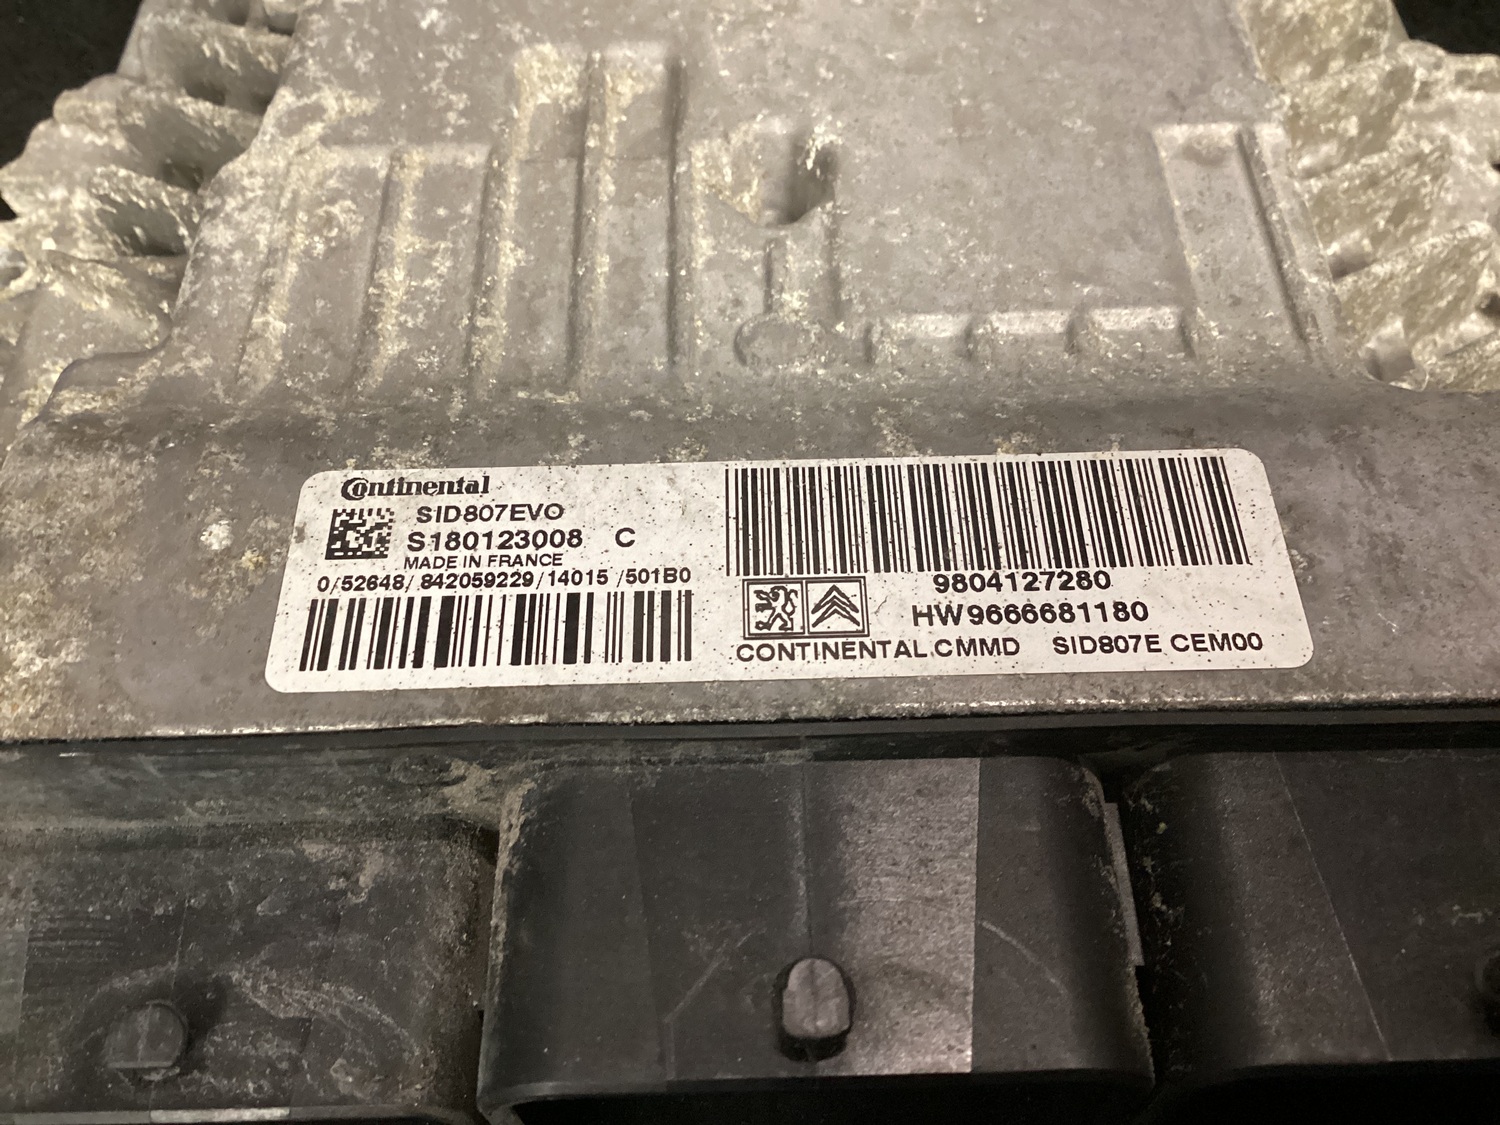 Continental
SID807EVO
S180123008 C
MADE IN FRANCE
0/52648/842059229/14015 /501B0
9804127280
HW9666681180
CONTINENTAL.CMMD SID807E CEM00